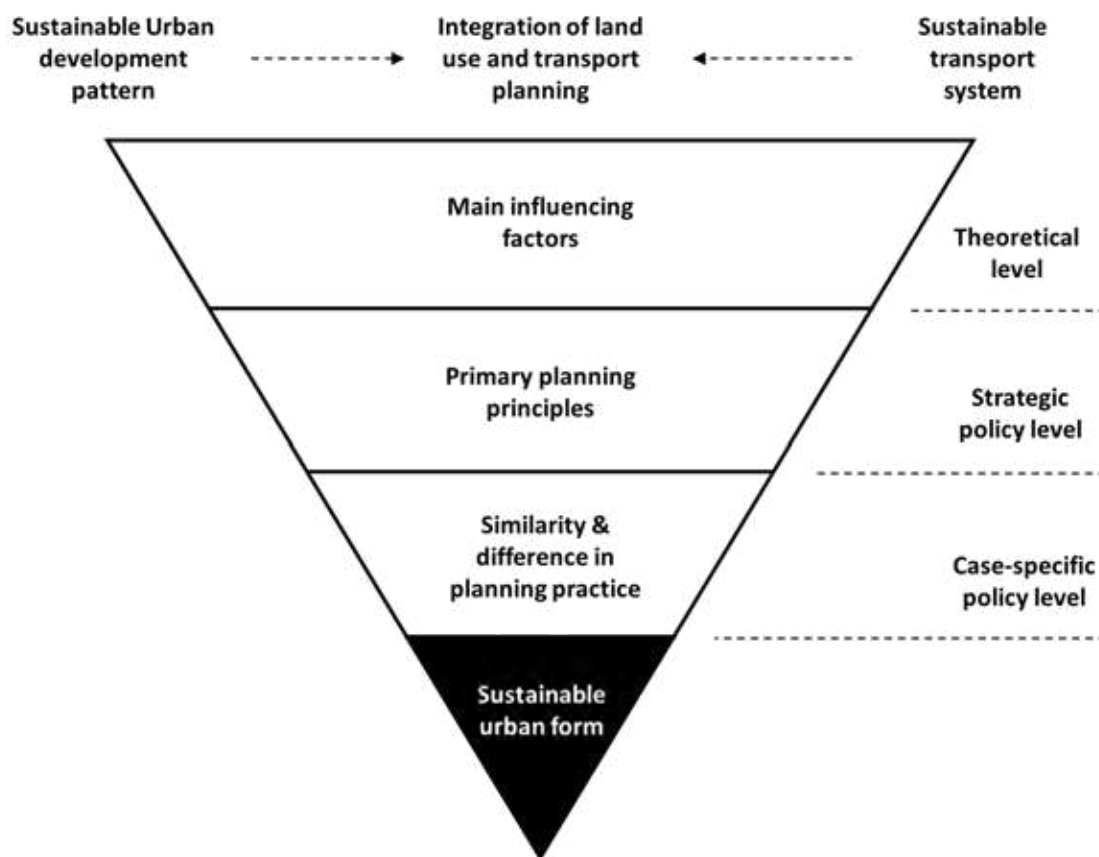 Sustainable Urban
development
pattern
Integration of land
use and transport
planning
Sustainable
transport
system
Main influencing
factors
Theoretical
level
Primary planning
principles
Strategic
policy level
Similarity &
difference in
planning practice
Case-specific
policy level
Sustainable
urban form